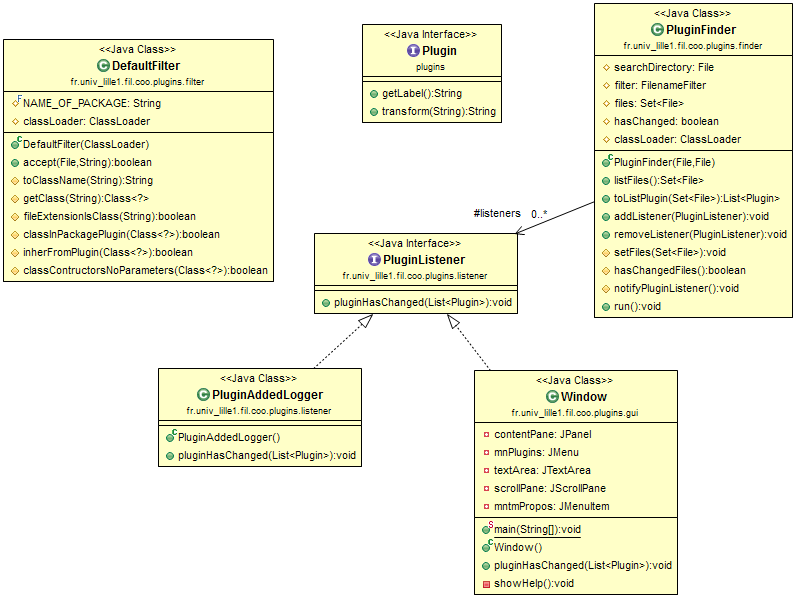 <<Java Class>>
DefaultFilter
fr.univ_lille1.fil.coo.plugins.filter
NAME_OF_PACKAGE: String
classLoader: ClassLoader
DefaultFilter(ClassLoader)
accept(File,String):boolean
toClassName(String):String
getClass(String):Class<?>
fileExtensionIsClass(String):boolean
classInPackagePlugin(Class<?>):boolean
inherFromPlugin(Class<?>):boolean
classContructorsNoParameters(Class<?>):boolean
<<Java Interface>>
Plugin
plugins
getLabel():String
transform(String):String
<<Java Class>>
PluginFinder
fr.univ_lille1.fil.coo.plugins.finder
searchDirectory: File
filter: FilenameFilter
files: Set<File>
hasChanged: boolean
classLoader: ClassLoader
PluginFinder(File,File)
listFiles():Set<File>
toListPlugin(Set<File>):List<Plugin>
addListener(PluginListener):void
removeListener(PluginListener):void
setFiles(Set<File>):void
hasChangedFiles():boolean
notifyPluginListener():void
run():void
#listeners 0..*
<<Java Interface>>
PluginListener
fr.univ_lille1.fil.coo.plugins.listener
pluginHasChanged(List<Plugin>):void
<<Java Class>>
PluginAddedLogger
fr.univ_lille1.fil.coo.plugins.listener
PluginAddedLogger()
pluginHasChanged(List<Plugin>):void
<<Java Class>>
Window
fr.univ_lille1.fil.coo.plugins.gui
contentPane: JPanel
mnPlugins: JMenu
textArea: JTextArea
scrollPane: JScrollPane
mntmPropos: JMenuItem
main(String[]):void
Window()
pluginHasChanged(List<Plugin>):void
showHelp():void